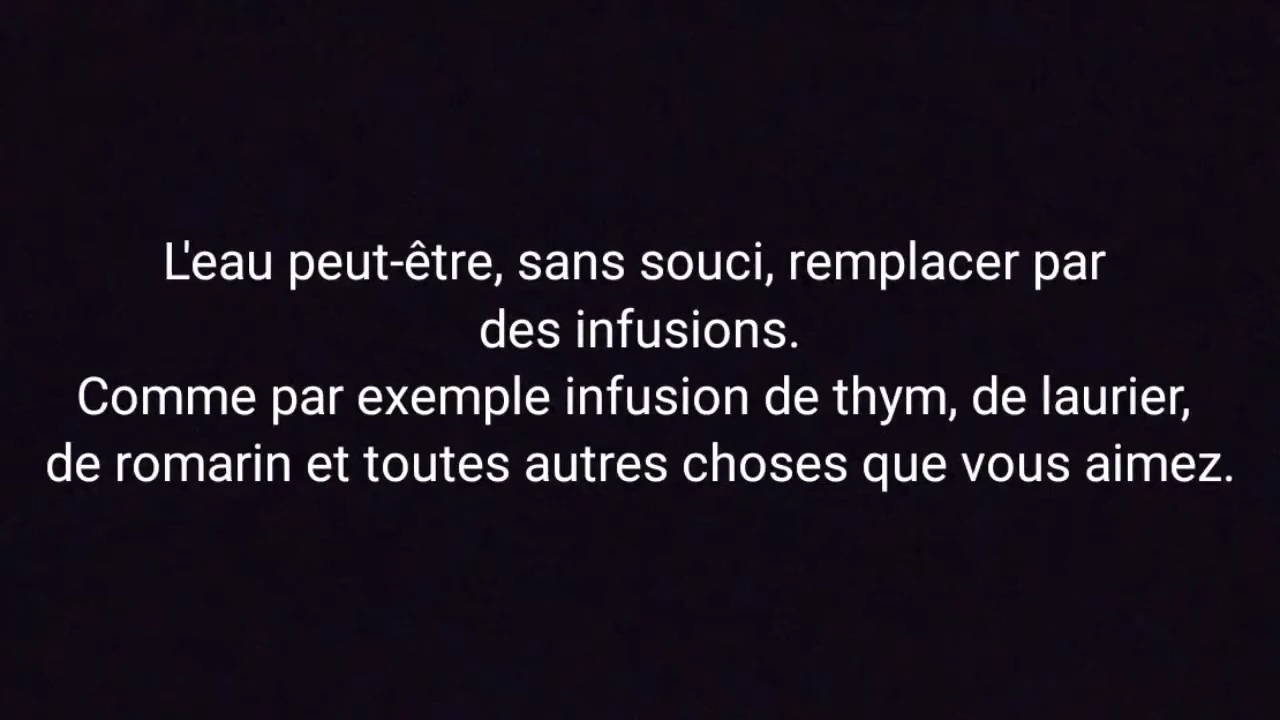 L'eau peut-être, sans souci, remplacer par
des infusions.
Comme par exemple infusion de thym, de laurier,
de romarin et toutes autres choses que vous aimez.